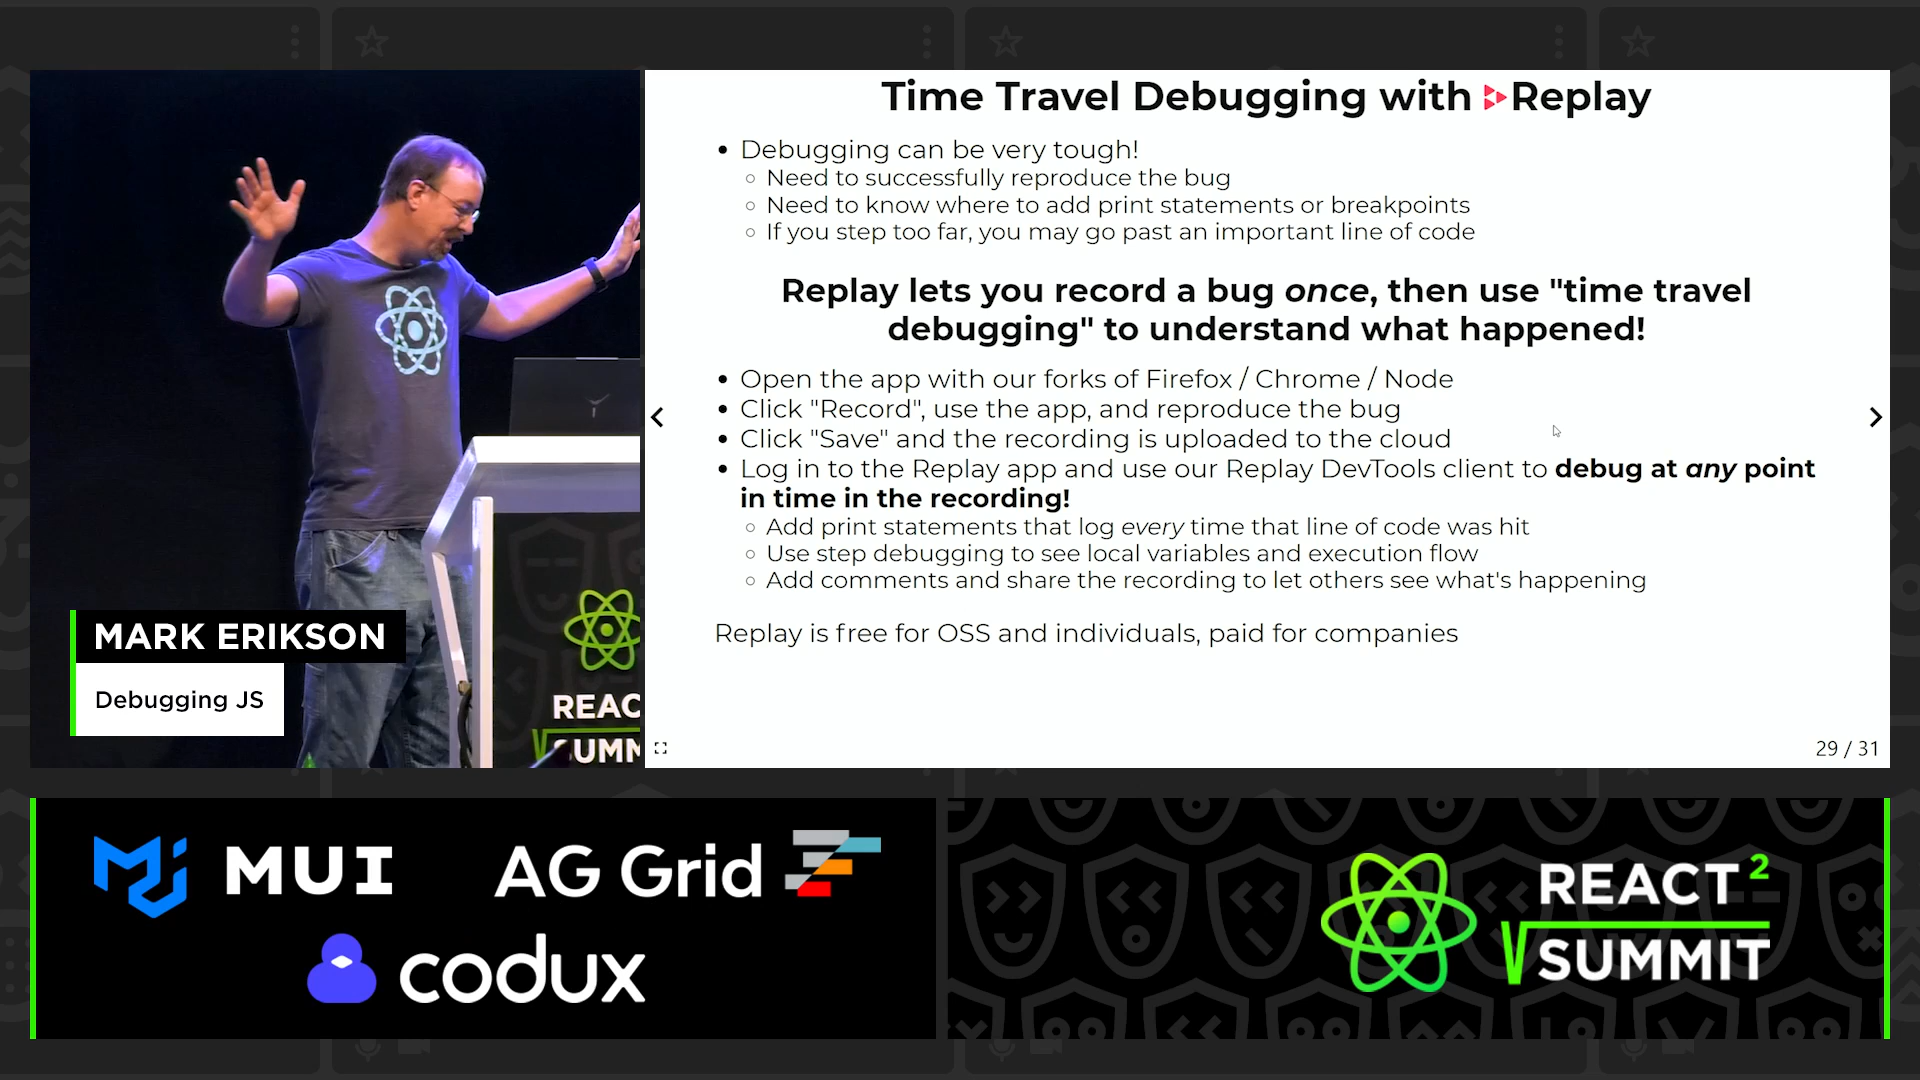 Time Travel Debugging with Replay
Debugging can be very tough!
Need to successfully reproduce the bug
Need to know where to add print statements or breakpoints
If you step too far, you may go past an important line of code
Replay lets you record a bug once, then use "time travel
debugging" to understand what happened!
Open the app with our forks of Firefox / Chrome / Node
Click "Record", use the app, and reproduce the bug
Click "Save" and the recording is uploaded to the cloud
Log in to the Replay app and use our Replay DevTools client to debug at any point
in time in the recording!
Add print statements that log every time that line of code was hit
Use step debugging to see local variables and execution flow
Add comments and share the recording to let others see what's happening
Replay is free for OSS and individuals, paid for companies
29 / 31
MARK ERIKSON
Debugging JS
REAC
SUMM
MUI
AG Grid
codux
REACT 2
SUMMIT